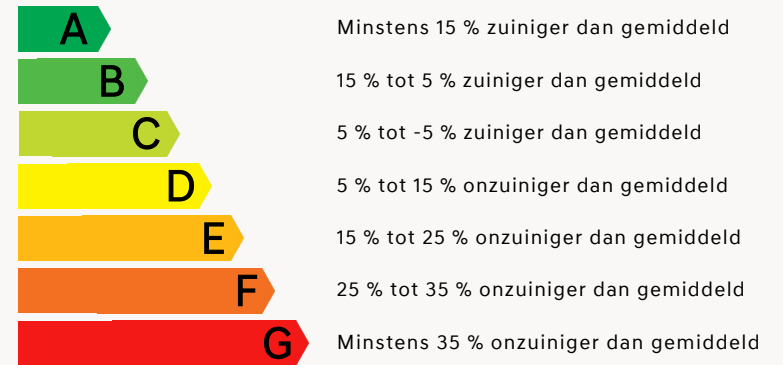 A Minstens 15 % zuiniger dan gemiddeld
B 15 % tot 5 % zuiniger dan gemiddeld
C 5 % tot -5 % zuiniger dan gemiddeld
D 5 % tot 15 % onzuiniger dan gemiddeld
E 15 % tot 25 % onzuiniger dan gemiddeld
F 25 % tot 35 % onzuiniger dan gemiddeld
G Minstens 35 % onzuiniger dan gemiddeld